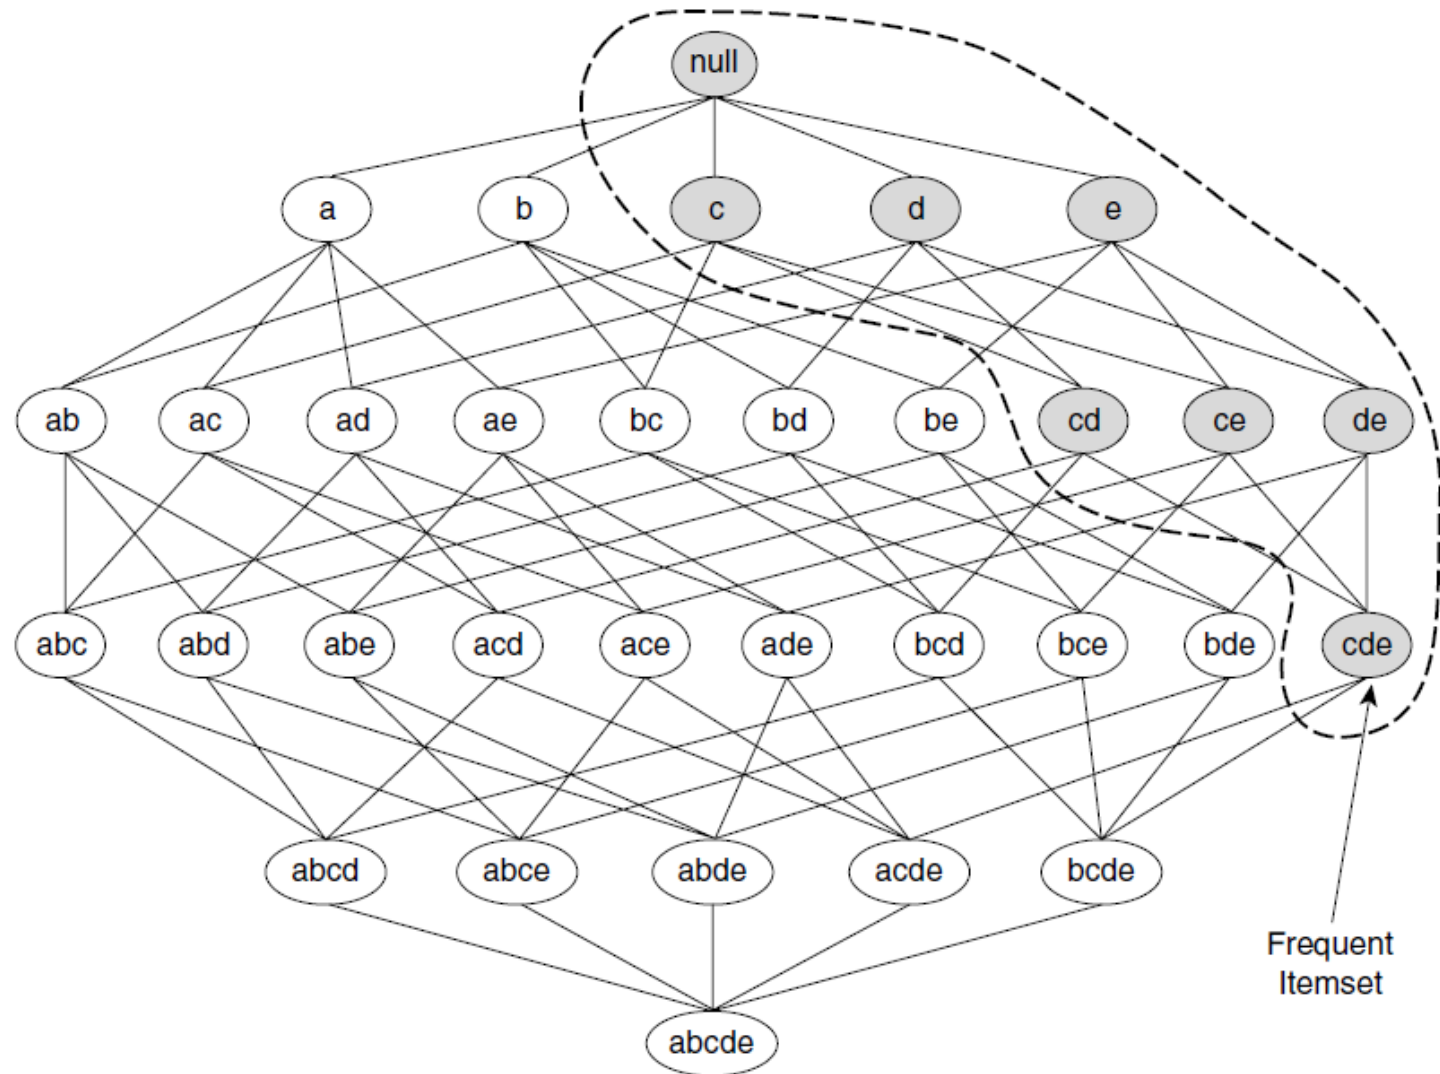 null
a b c d e
ab ac ad ae bc bd be cd ce de
abc abd abe acd ace ade bcd bce bde cde
abcd abce abde acde bcde
Frequent
Itemset
abcde